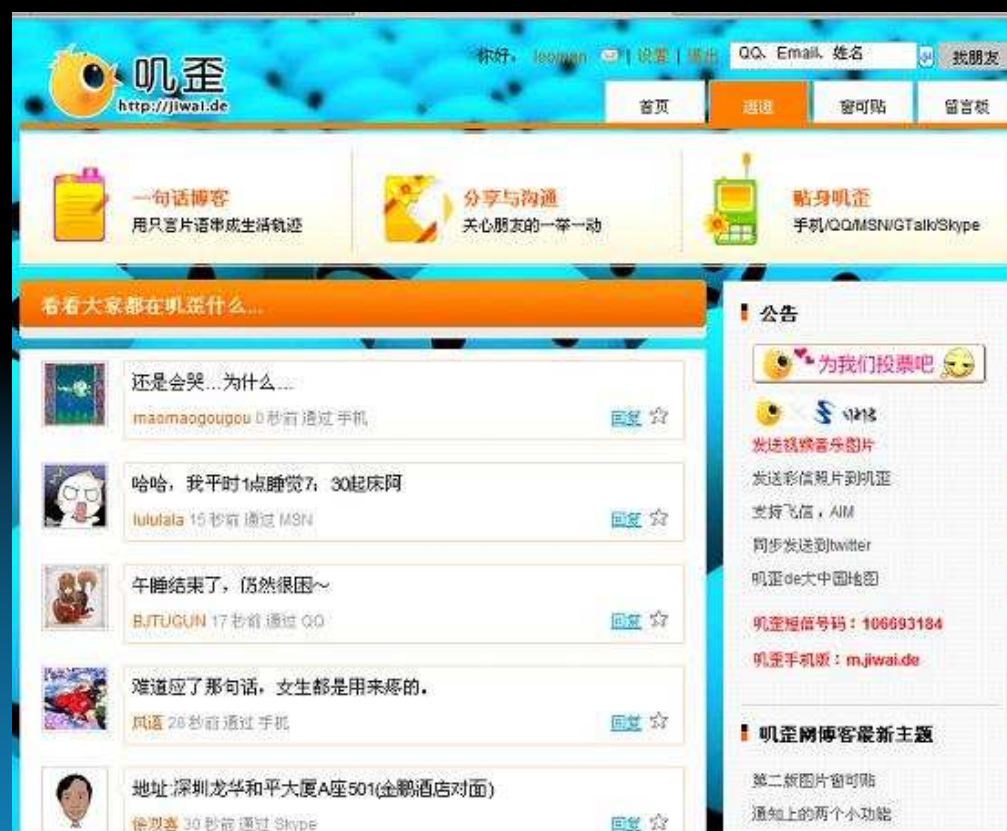 你好， leoman | 设置 | 退出 QQ、Email、姓名 找朋友
叽歪
http://jiwai.de
首页 逛逛 窗可贴 留言板
一句话博客
用只言片语串成生活轨迹
分享与沟通
关心朋友的一举一动
贴身叽歪
手机/QQ/MSN/GTalk/Skype
看看大家都在叽歪什么...
还是会哭...为什么...
maomaogougou 0 秒前 通过 手机 回复
哈哈，我平时1点睡觉7：30起床阿
lululala 15 秒前 通过 MSN 回复
午睡结束了，仍然很困～
BJTUGUN 17 秒前 通过 QQ 回复
难道应了那句话，女生都是用来疼的。
风语 28 秒前 通过 手机 回复
地址:深圳龙华和平大厦A座501(金鹏酒店对面)
30 秒前 通过 Skype 回复
公告
为我们投票吧
发送视频音乐图片
发送彩信照片到叽歪
支持飞信，AIM
同步发送到twitter
叽歪de大中国地图
叽歪短信号码：106693184
叽歪手机版：m.jiwai.de
叽歪网博客最新主题
第二版图片窗可贴
通知上的两个小功能